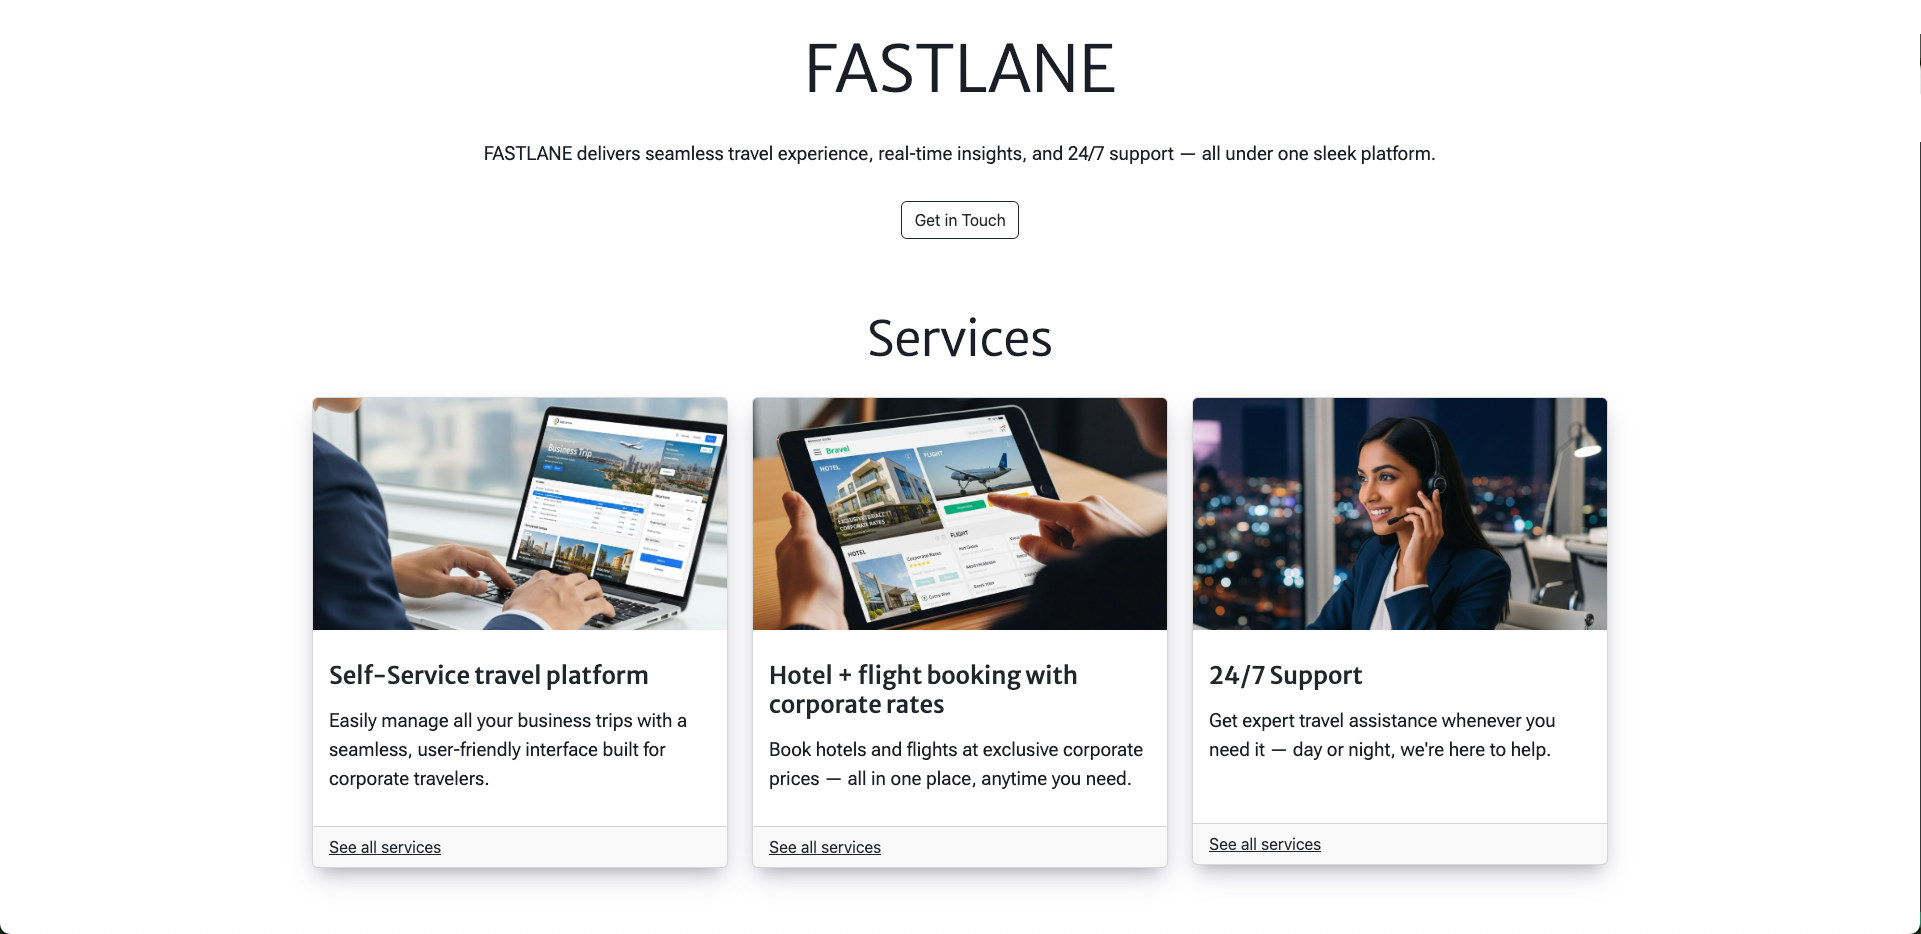 FASTLANE
FASTLANE delivers seamless travel experience, real-time insights, and 24/7 support — all under one sleek platform.
Get in Touch
Services
Business Trip
Bravel
HOTEL
FLIGHT
EXCLUSIVE
CORPORATE RATES
HOTEL
Corporate Rates
FLIGHT
Self-Service travel platform
Easily manage all your business trips with a
seamless, user-friendly interface built for
corporate travelers.
See all services
Hotel + flight booking with
corporate rates
Book hotels and flights at exclusive corporate
prices — all in one place, anytime you need.
See all services
24/7 Support
Get expert travel assistance whenever you
need it — day or night, we're here to help.
See all services